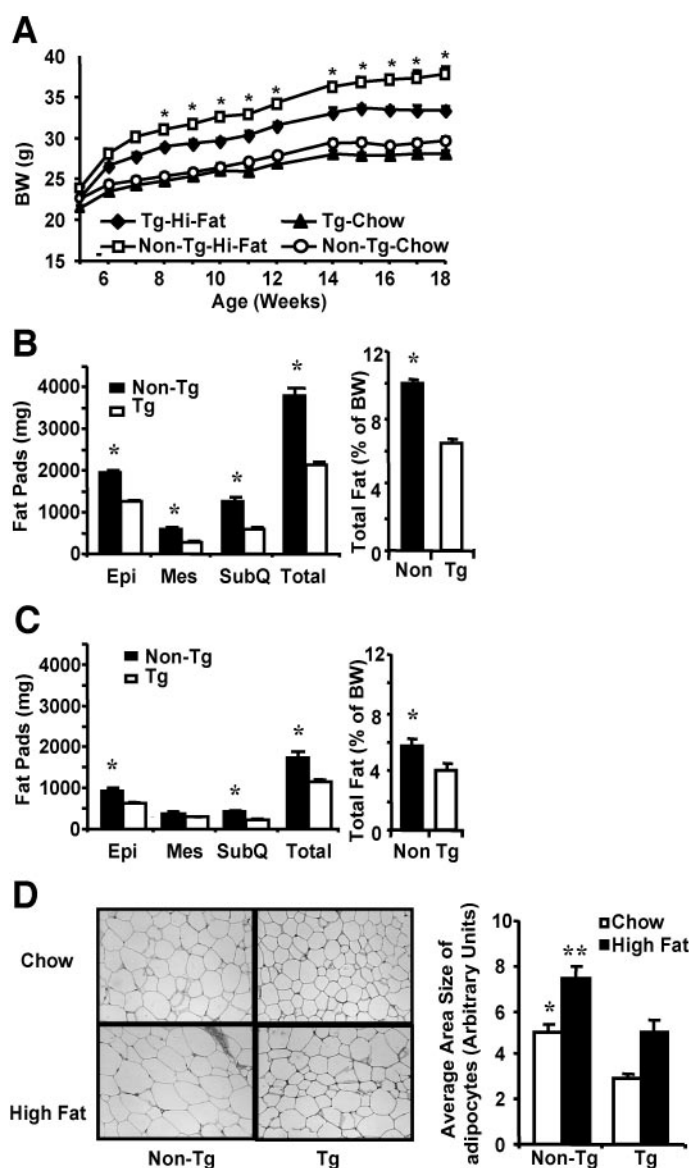 A
* * * * * * * * * * *
40
35
30
25
20
15
BW (g)
Tg-Hi-Fat
Tg-Chow
Non-Tg-Hi-Fat
Non-Tg-Chow
6 8 10 12 14 16 18
Age (Weeks)
B
Fat Pads (mg)
4000
3000
2000
1000
0
Non-Tg
Tg
* * * *
Epi Mes SubQ Total
Total Fat (% of BW)
12
8
4
0
*
Non Tg
C
Fat Pads (mg)
4000
3000
2000
1000
0
Non-Tg
Tg
* * *
Epi Mes SubQ Total
Total Fat (% of BW)
12
8
4
0
*
Non Tg
D
Chow
High Fat
Non-Tg Tg
Average Area Size of
adipocytes (Arbitrary Units)
10
8
6
4
2
0
Chow
High Fat
* **
Non-Tg Tg